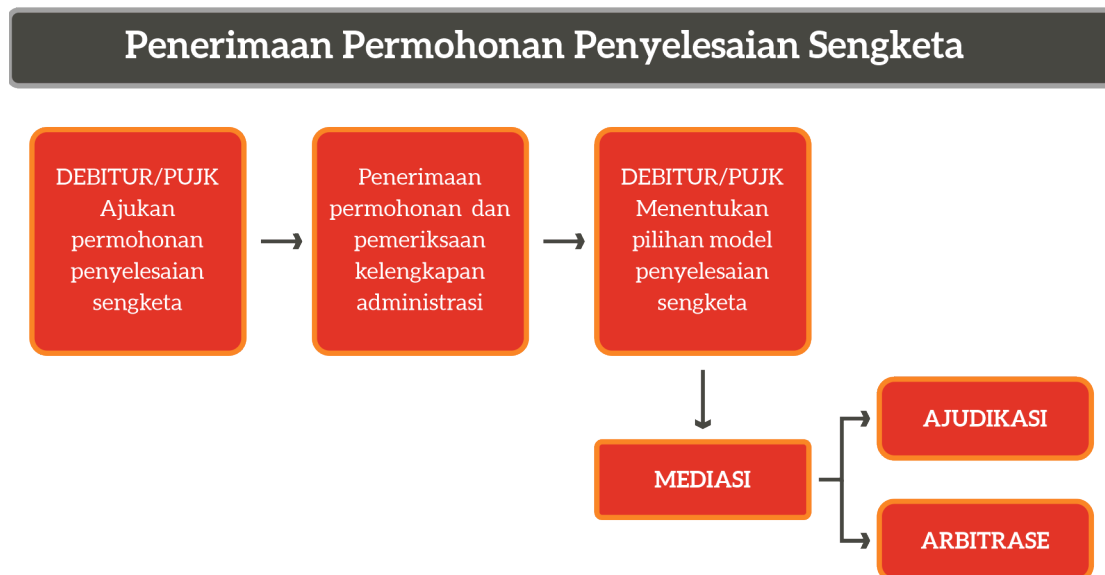 Penerimaan Permohonan Penyelesaian Sengketa
DEBITUR/PUJK
Ajukan
permohonan
penyelesaian
sengketa
Penerimaan
permohonan dan
pemeriksaan
kelengkapan
administrasi
DEBITUR/PUJK
Menentukan
pilihan model
penyelesaian
sengketa
MEDIASI
AJUDIKASI
ARBITRASE